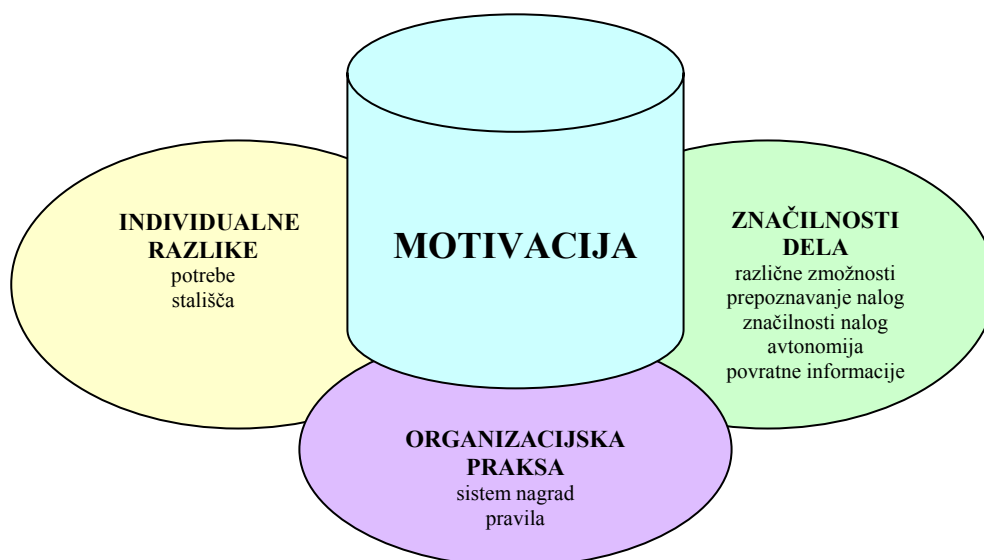 INDIVIDUALNE
RAZLIKE
potrebe
stališča
MOTIVACIJA
ZNAČILNOSTI
DELA
različne zmožnosti
prepoznavanje nalog
značilnosti nalog
avtonomija
povratne informacije
ORGANIZACIJSKA
PRAKSA
sistem nagrad
pravila